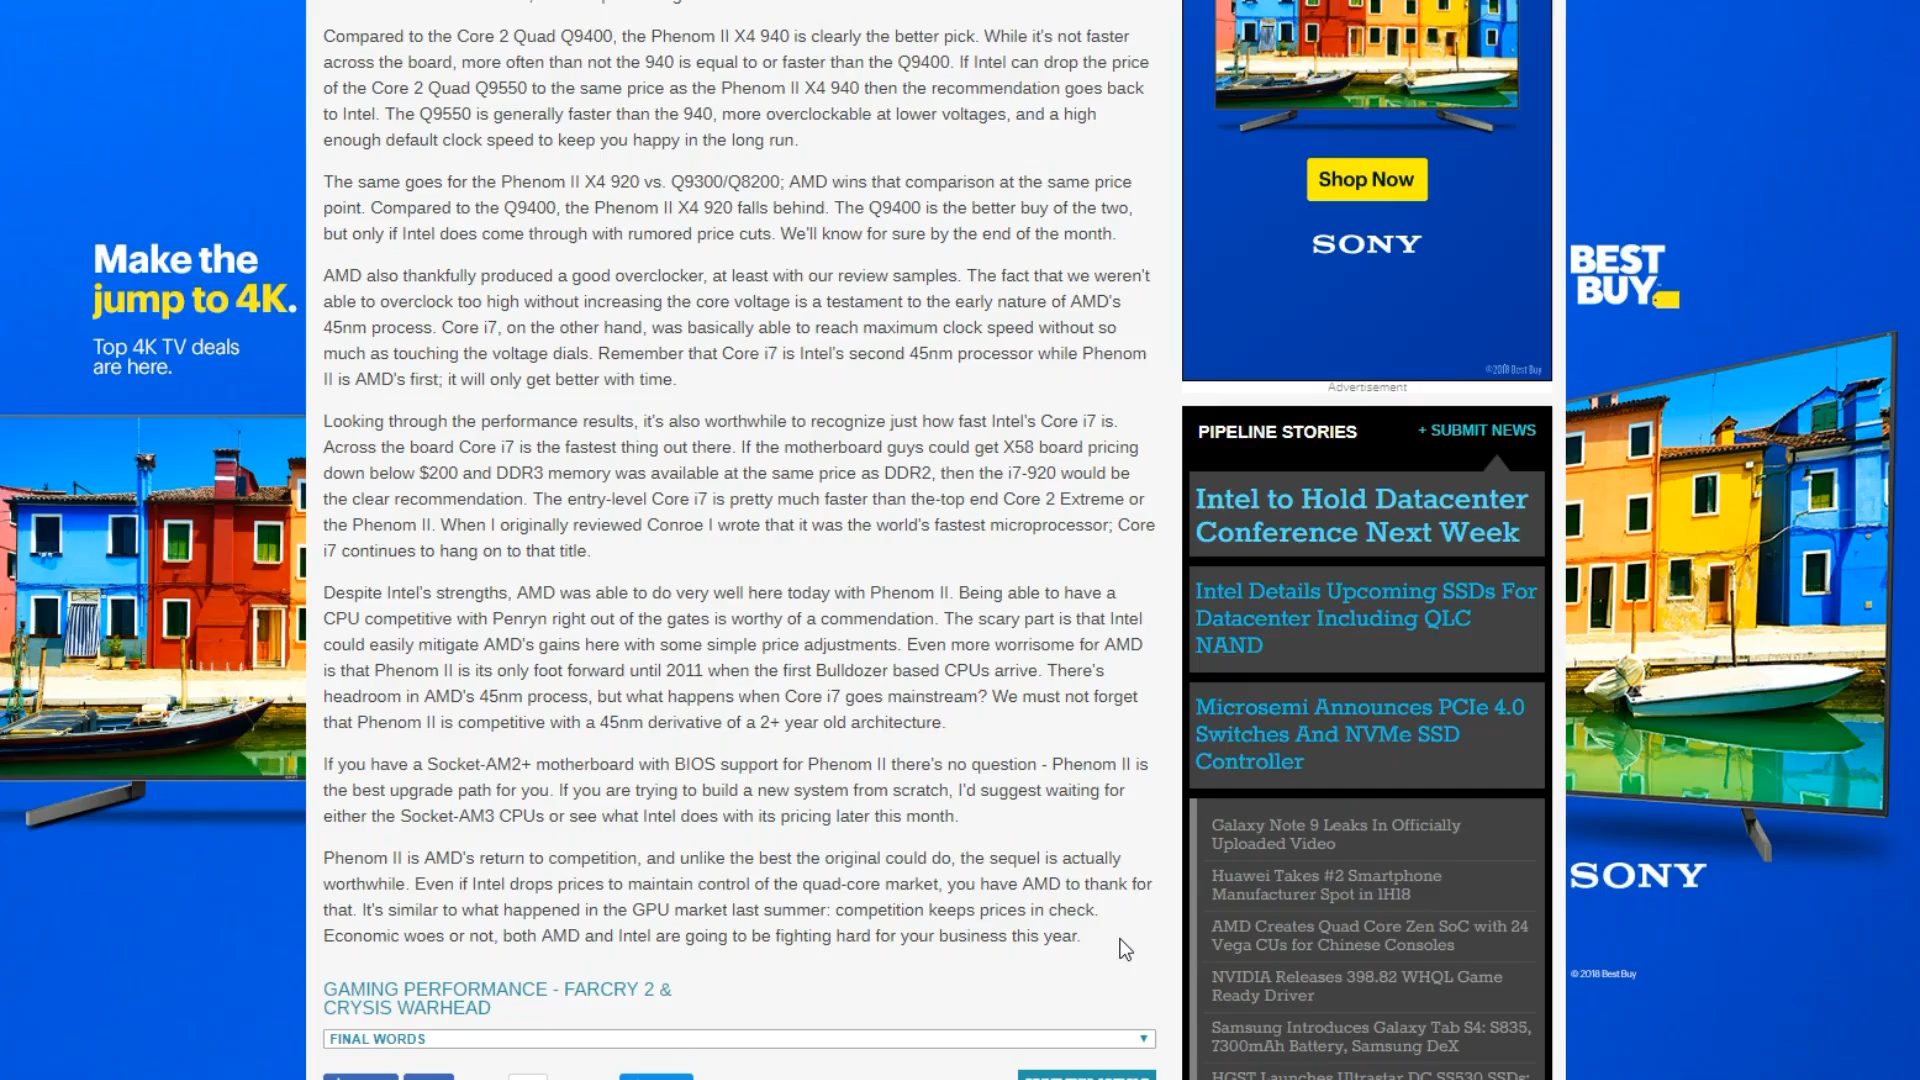 Compared to the Core 2 Quad Q9400, the Phenom II X4 940 is clearly the better pick. While it's not faster
across the board, more often than not the 940 is equal to or faster than the Q9400. If Intel can drop the price
of the Core 2 Quad Q9550 to the same price as the Phenom II X4 940 then the recommendation goes back
to Intel. The Q9550 is generally faster than the 940, more overclockable at lower voltages, and a high
enough default clock speed to keep you happy in the long run.
The same goes for the Phenom II X4 920 vs. Q9300/Q8200; AMD wins that comparison at the same price
point. Compared to the Q9400, the Phenom II X4 920 falls behind. The Q9400 is the better buy of the two,
but only if Intel does come through with rumored price cuts. We'll know for sure by the end of the month.
AMD also thankfully produced a good overclocker, at least with our review samples. The fact that we weren't
able to overclock too high without increasing the core voltage is a testament to the early nature of AMD's
45nm process. Core i7, on the other hand, was basically able to reach maximum clock speed without so
much as touching the voltage dials. Remember that Core i7 is Intel's second 45nm processor while Phenom
II is AMD's first; it will only get better with time.
Looking through the performance results, it's also worthwhile to recognize just how fast Intel's Core i7 is.
Across the board Core i7 is the fastest thing out there. If the motherboard guys could get X58 board pricing
down below $200 and DDR3 memory was available at the same price as DDR2, then the i7-920 would be
the clear recommendation. The entry-level Core i7 is pretty much faster than the-top end Core 2 Extreme or
the Phenom II. When I originally reviewed Conroe I wrote that it was the world's fastest microprocessor; Core
i7 continues to hang on to that title.
Despite Intel's strengths, AMD was able to do very well here today with Phenom II. Being able to have a
CPU competitive with Penryn right out of the gates is worthy of a commendation. The scary part is that Intel
could easily mitigate AMD's gains here with some simple price adjustments. Even more worrisome for AMD
is that Phenom II is its only foot forward until 2011 when the first Bulldozer based CPUs arrive. There's
headroom in AMD's 45nm process, but what happens when Core i7 goes mainstream? We must not forget
that Phenom II is competitive with a 45nm derivative of a 2+ year old architecture.
If you have a Socket-AM2+ motherboard with BIOS support for Phenom II there's no question - Phenom II is
the best upgrade path for you. If you are trying to build a new system from scratch, I'd suggest waiting for
either the Socket-AM3 CPUs or see what Intel does with its pricing later this month.
Phenom II is AMD's return to competition, and unlike the best the original could do, the sequel is actually
worthwhile. Even if Intel drops prices to maintain control of the quad-core market, you have AMD to thank for
that. It's similar to what happened in the GPU market last summer: competition keeps prices in check.
Economic woes or not, both AMD and Intel are going to be fighting hard for your business this year.
GAMING PERFORMANCE - FARCRY 2 &
CRYSIS WARHEAD
FINAL WORDS
Make the
jump to 4K.
Top 4K TV deals
are here.
Shop Now
SONY
©2018 Best Buy
Advertisement
PIPELINE STORIES
+ SUBMIT NEWS
Intel to Hold Datacenter
Conference Next Week
Intel Details Upcoming SSDs For
Datacenter Including QLC
NAND
Microsemi Announces PCIe 4.0
Switches And NVMe SSD
Controller
Galaxy Note 9 Leaks In Officially
Uploaded Video
Huawei Takes #2 Smartphone
Manufacturer Spot in 1H18
AMD Creates Quad Core Zen SoC with 24
Vega CUs for Chinese Consoles
NVIDIA Releases 398.82 WHQL Game
Ready Driver
Samsung Introduces Galaxy Tab S4: S835,
7300mAh Battery, Samsung DeX
HGST Launches Ultrastar DC SS530 SSDs:
BEST
BUY
SONY
©2018 Best Buy